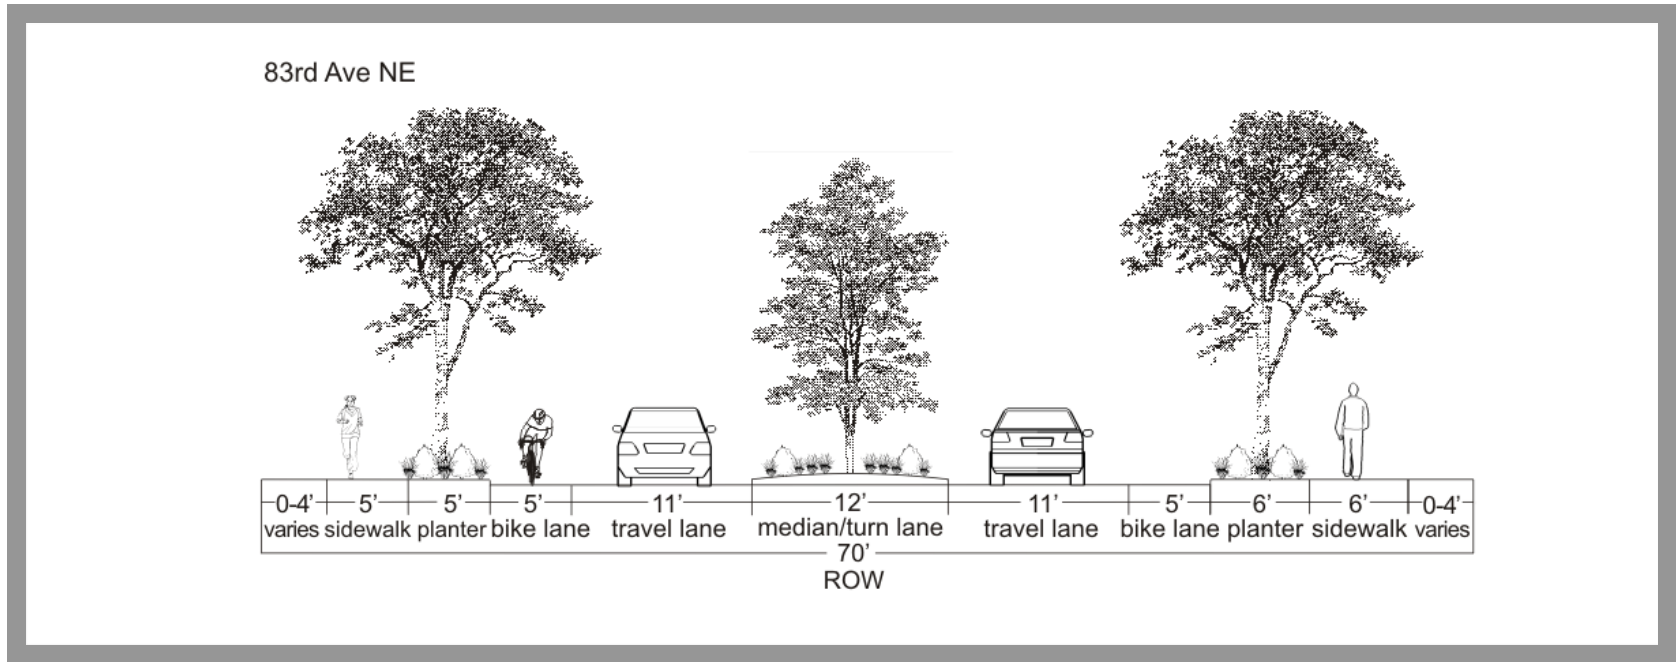 83rd Ave NE
0-4’ 5’ 5’ 5’ 11’ 12’ 11’ 5’ 6’ 6’ 0-4’
varies sidewalk planter bike lane travel lane median/turn lane travel lane bike lane planter sidewalk varies
70’
ROW